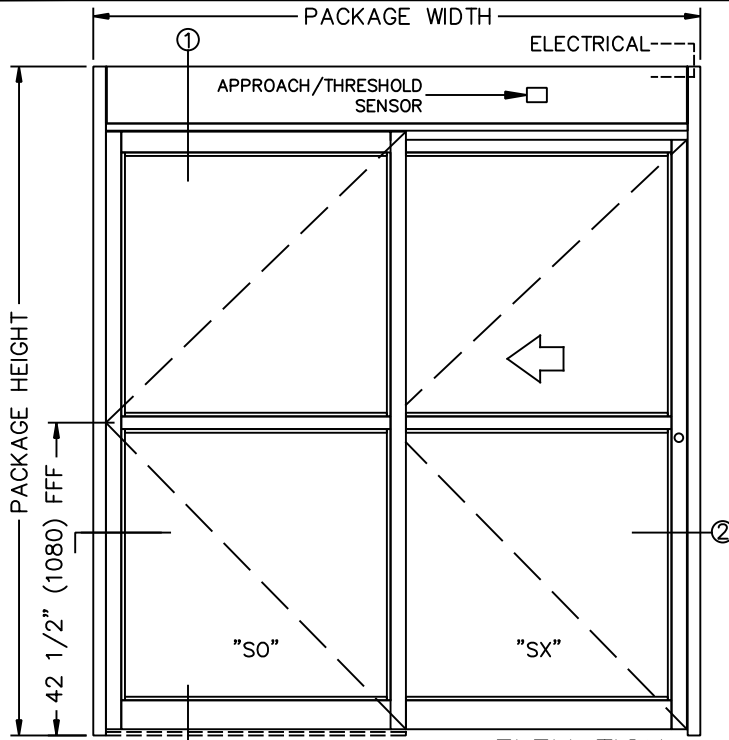 PACKAGE WIDTH
1
ELECTRICAL
APPROACH/THRESHOLD
SENSOR
PACKAGE HEIGHT
42 1/2" (1080) FFF
2
"SO"
"SX"